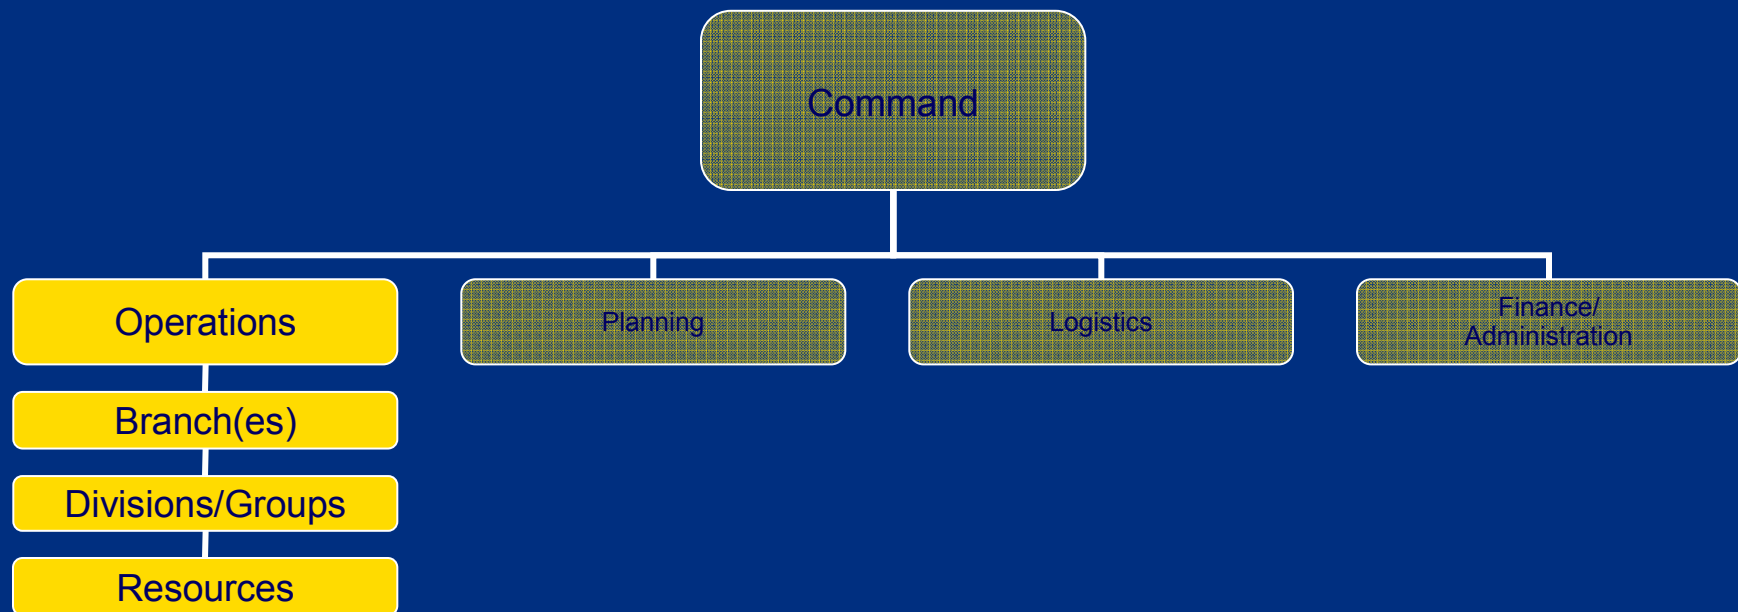 Command
Operations
Planning
Logistics
Finance/
Administration
Branch(es)
Divisions/Groups
Resources